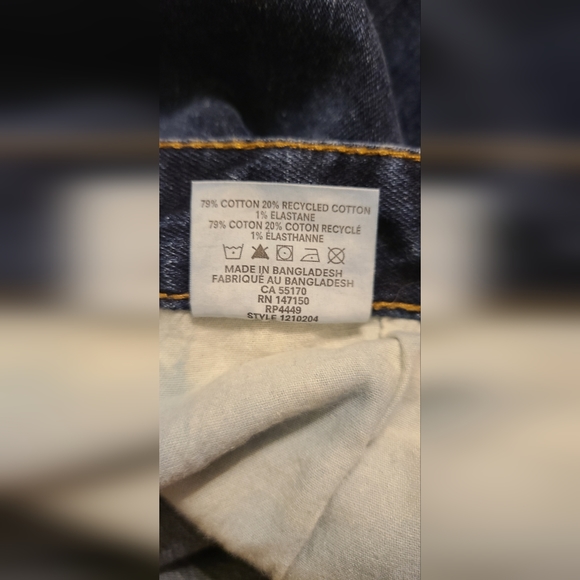 79% COTTON 20% RECYCLED COTTON
1% ELASTANE
79% COTON 20% COTON RECYCLÉ
1% ÉLASTHANNE
MADE IN BANGLADESH
FABRIQUÉ AU BANGLADESH
CA 55170
RN 147150
RP4449
STYLE 1210204